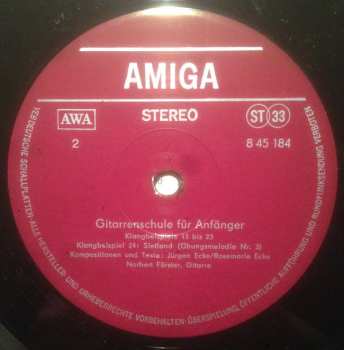 AMIGA
AWA
STEREO
ST 33
2
8 45 184
Gitarrenschule für Anfänger
Klangbeispiele 13 bis 23
Klangbeispiel 24: Stetland (Übungsmelodie Nr. 3)
Kompositionen und Texte: Jürgen Ecke/Rosemarie Ecke
Norbert Förster, Gitarre
VEB DEUTSCHE SCHALLPLATTEN · ALLE HERSTELLER- UND URHEBERRECHTE VORBEHALTEN · ÜBERSPIELUNG, ÖFFENTLICHE AUFFÜHRUNG UND RUNDFUNKSENDUNG VERBOTEN